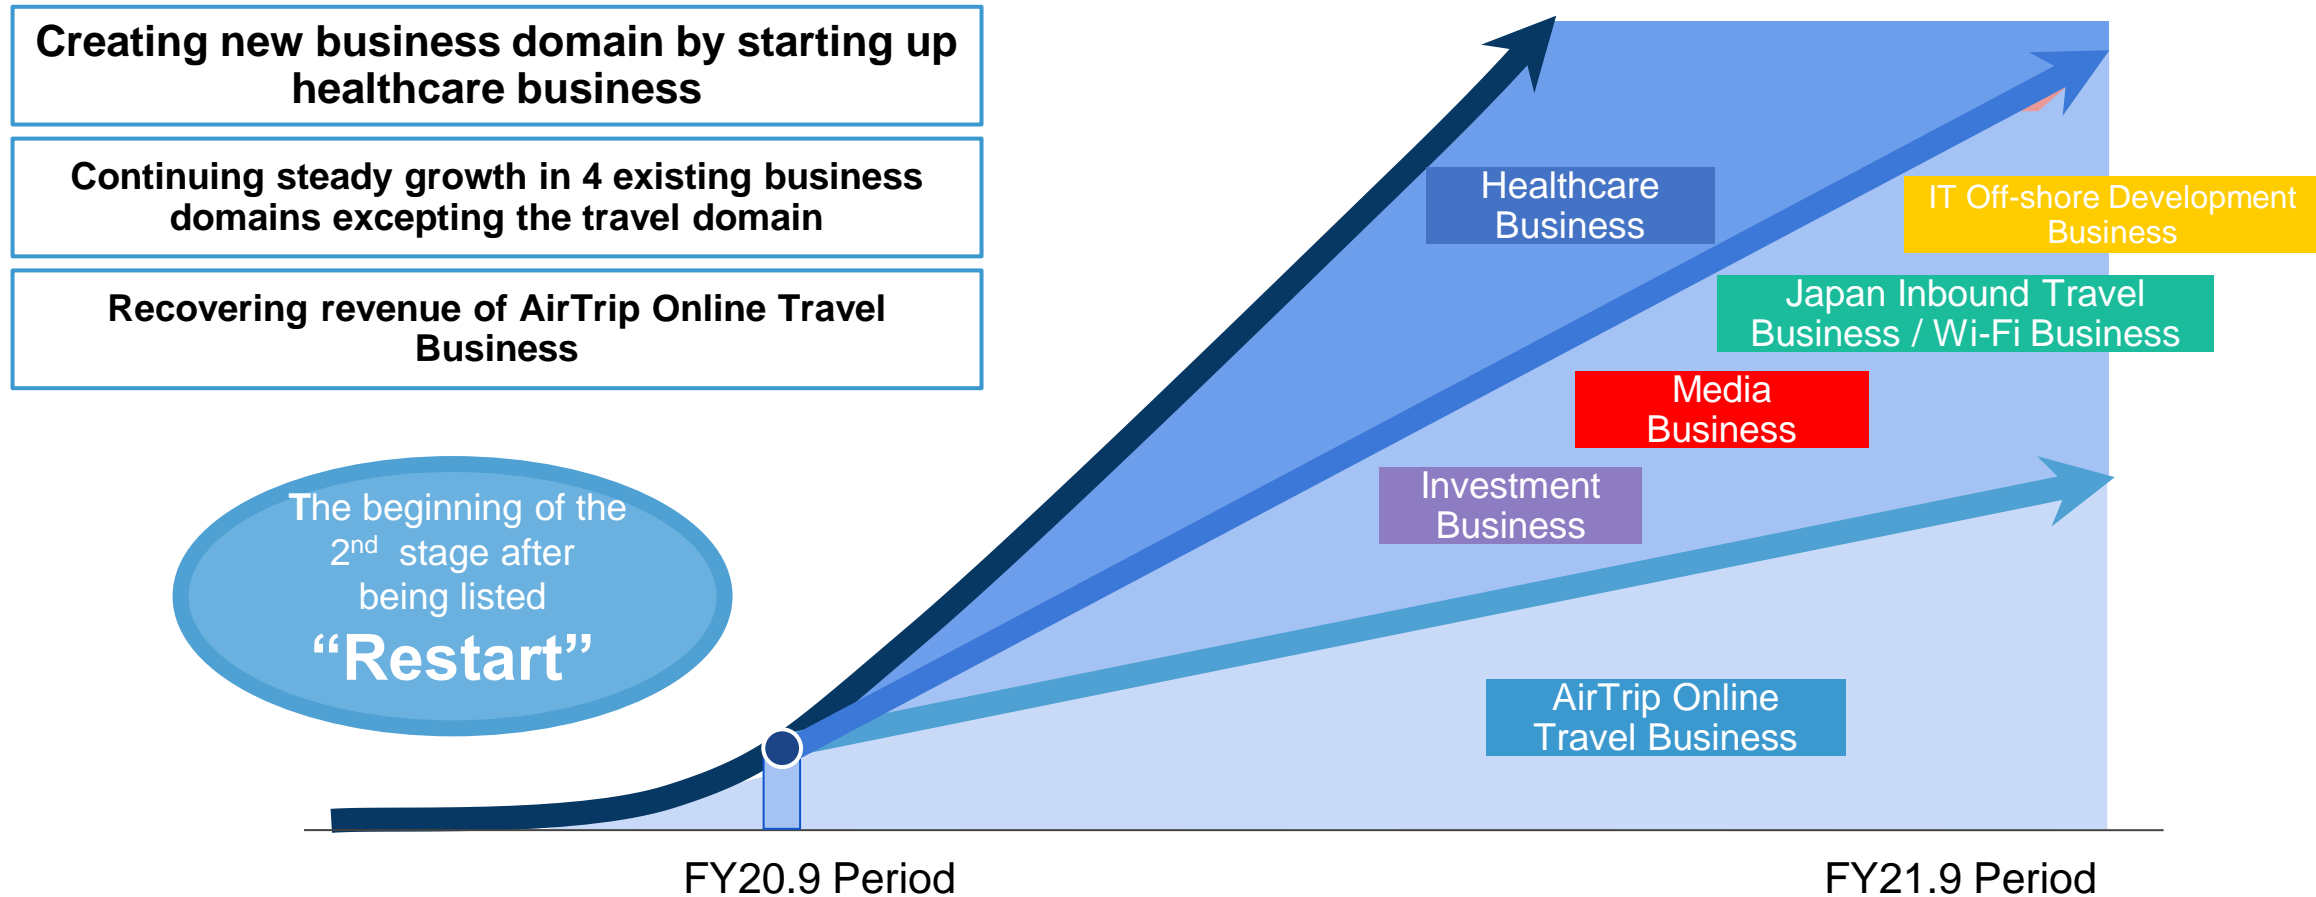 Creating new business domain by starting up
healthcare business
Continuing steady growth in 4 existing business
domains excepting the travel domain
Recovering revenue of AirTrip Online Travel
Business
The beginning of the
2nd stage after
being listed
“Restart”
Healthcare
Business
IT Off-shore Development
Business
Japan Inbound Travel
Business / Wi-Fi Business
Media
Business
Investment
Business
AirTrip Online
Travel Business
FY20.9 Period
FY21.9 Period